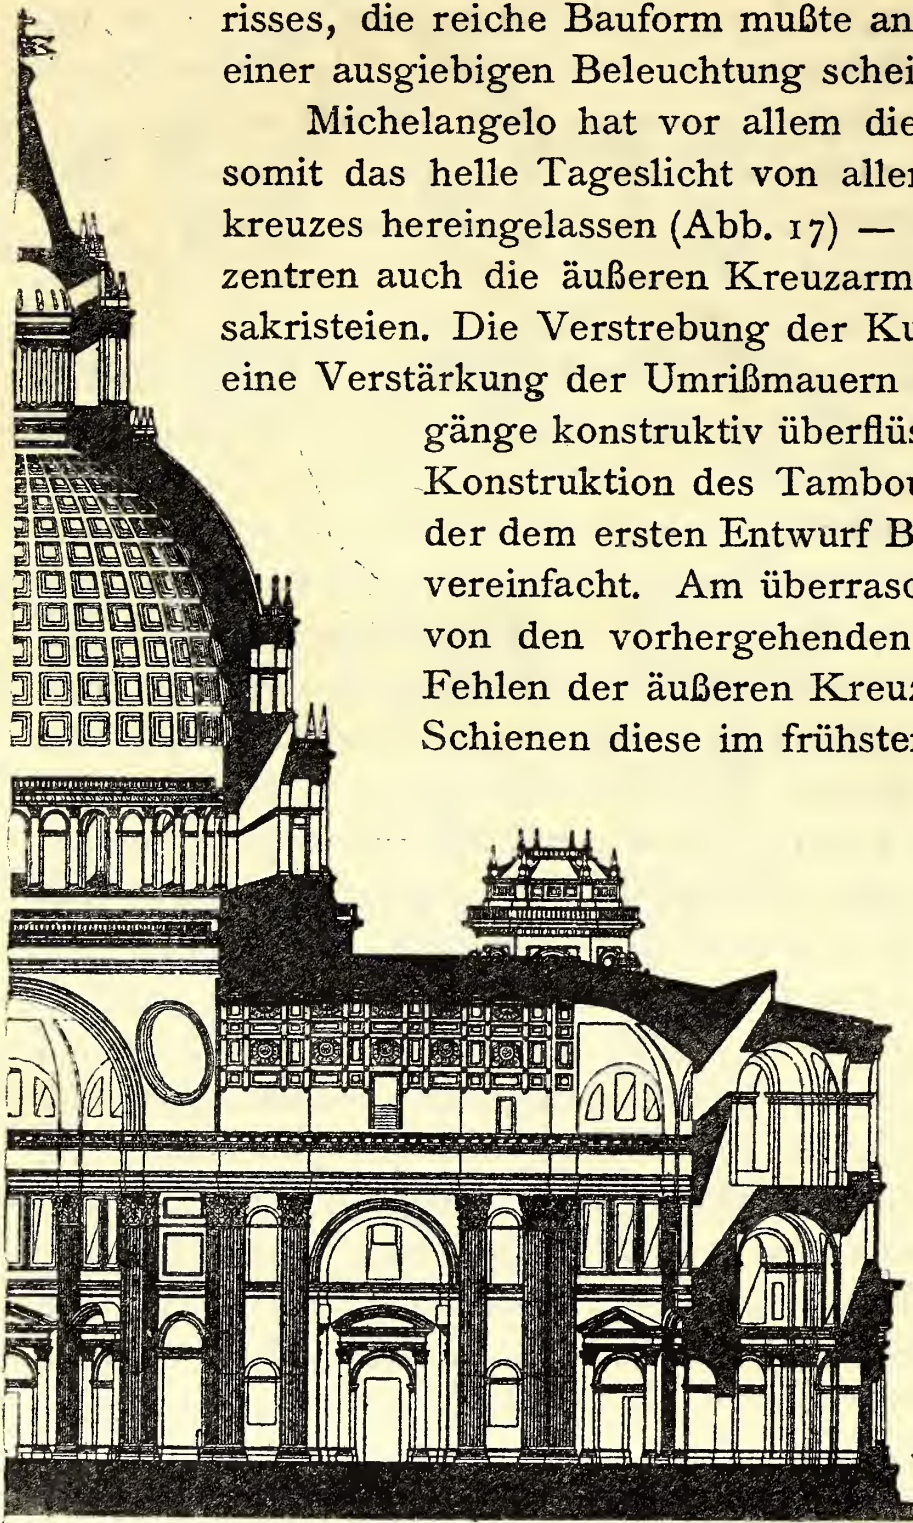 risses, die reiche Bauform mußte an
einer ausgiebigen Beleuchtung schei
Michelangelo hat vor allem die
somit das helle Tageslicht von aller
kreuzes hereingelassen (Abb. 17) —
zentren auch die äußeren Kreuzarm
sakristeien. Die Verstrebung der Ku
eine Verstärkung der Umrißmauern
gänge konstruktiv überflüs
Konstruktion des Tambou
der dem ersten Entwurf B
vereinfacht. Am überrasc
von den vorhergehenden
Fehlen der äußeren Kreuz
Schienen diese im frühster